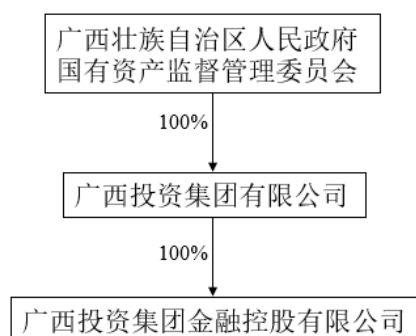 广西壮族自治区人民政府
国有资产监督管理委员会
100%
广西投资集团有限公司
100%
广西投资集团金融控股有限公司